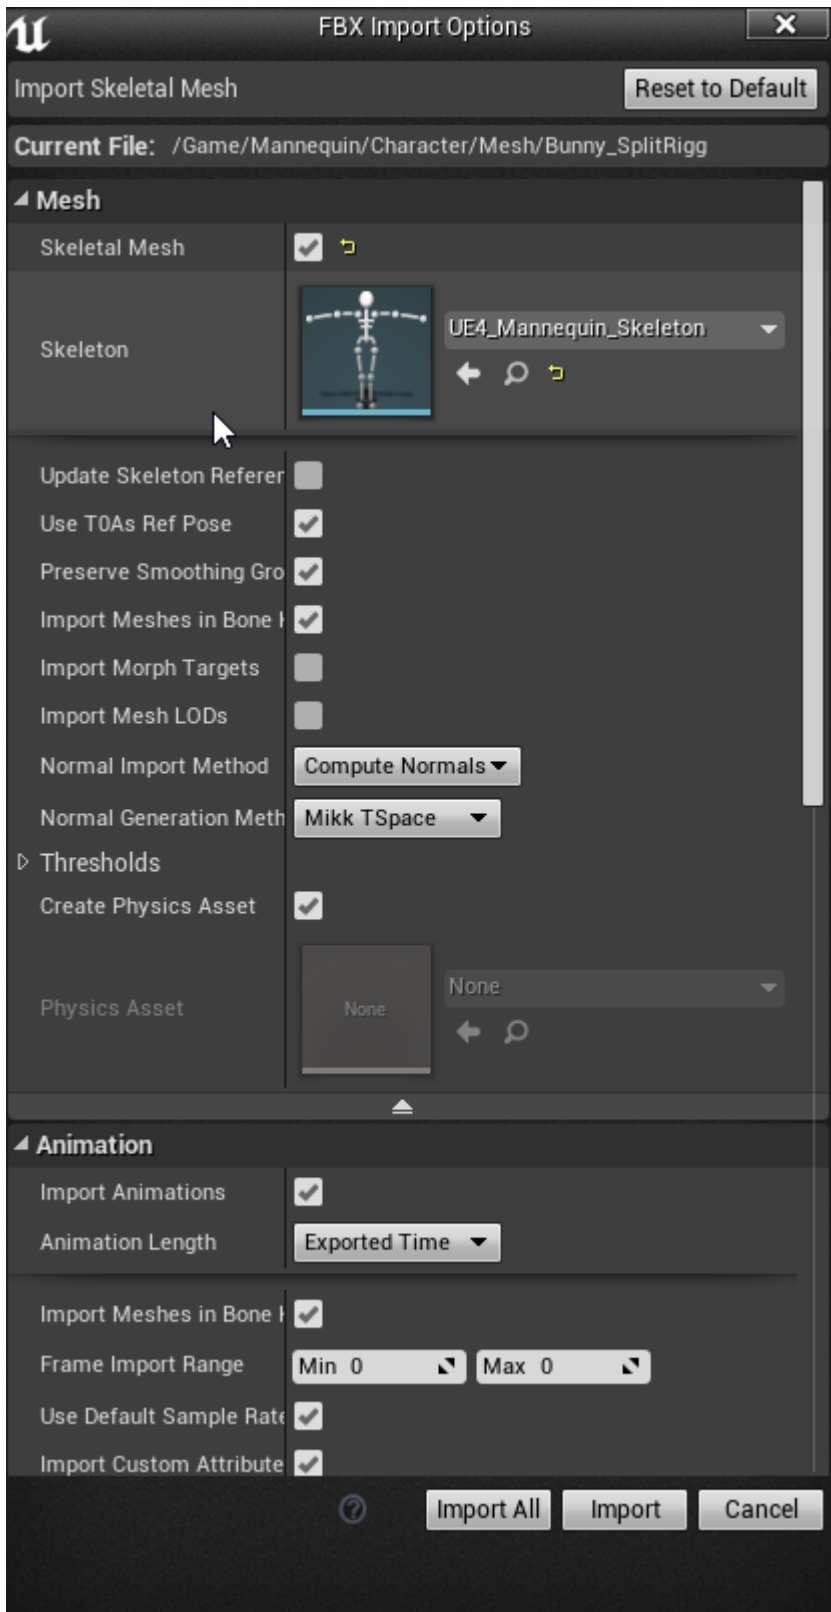 FBX Import Options
Import Skeletal Mesh
Reset to Default
Current File: /Game/Mannequin/Character/Mesh/Bunny_SplitRigg
Mesh
Skeletal Mesh
Skeleton
UE4_Mannequin_Skeleton
Update Skeleton Referen
Use T0As Ref Pose
Preserve Smoothing Gro
Import Meshes in Bone H
Import Morph Targets
Import Mesh LODs
Normal Import Method Compute Normals
Normal Generation Meth Mikk TSpace
Thresholds
Create Physics Asset
Physics Asset
None
None
Animation
Import Animations
Animation Length Exported Time
Import Meshes in Bone H
Frame Import Range Min 0 Max 0
Use Default Sample Rate
Import Custom Attribute
Import All Import Cancel